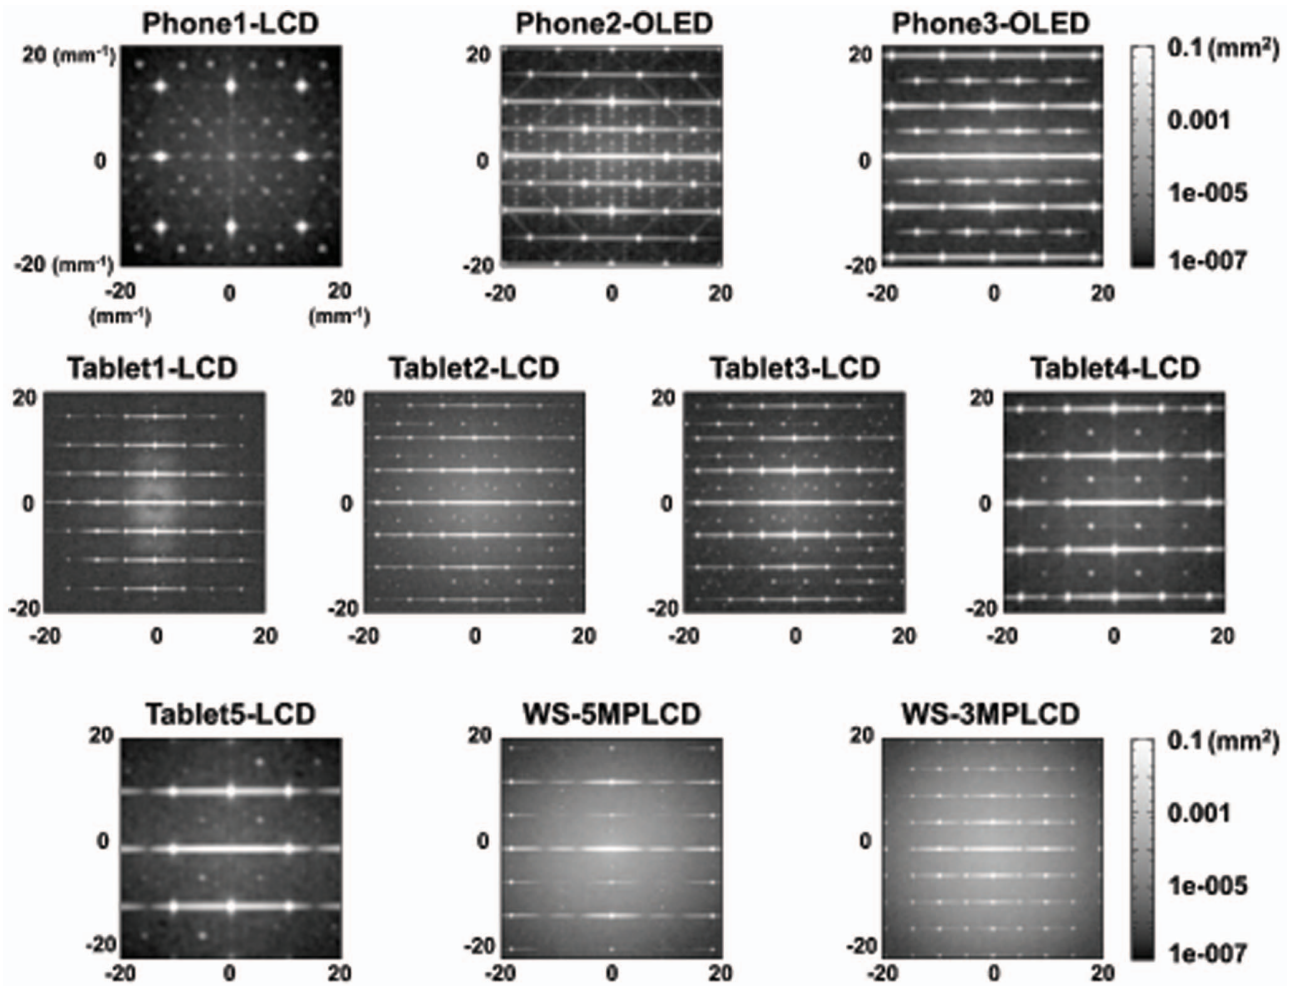 Phone1-LCD Phone2-OLED Phone3-OLED
20 (mm⁻¹) 20 20 0.1 (mm²)
0.001
0 0 0
1e-005
-20 (mm⁻¹) -20 -20 1e-007
-20 0 20 -20 0 20 -20 0 20
(mm⁻¹) (mm⁻¹)
Tablet1-LCD Tablet2-LCD Tablet3-LCD Tablet4-LCD
20 20 20 20
0 0 0 0
-20 -20 -20 -20
-20 0 20 -20 0 20 -20 0 20 -20 0 20
Tablet5-LCD WS-5MPLCD WS-3MPLCD
20 20 20 0.1 (mm²)
0.001
0 0 0
1e-005
-20 -20 -20 1e-007
-20 0 20 -20 0 20 -20 0 20